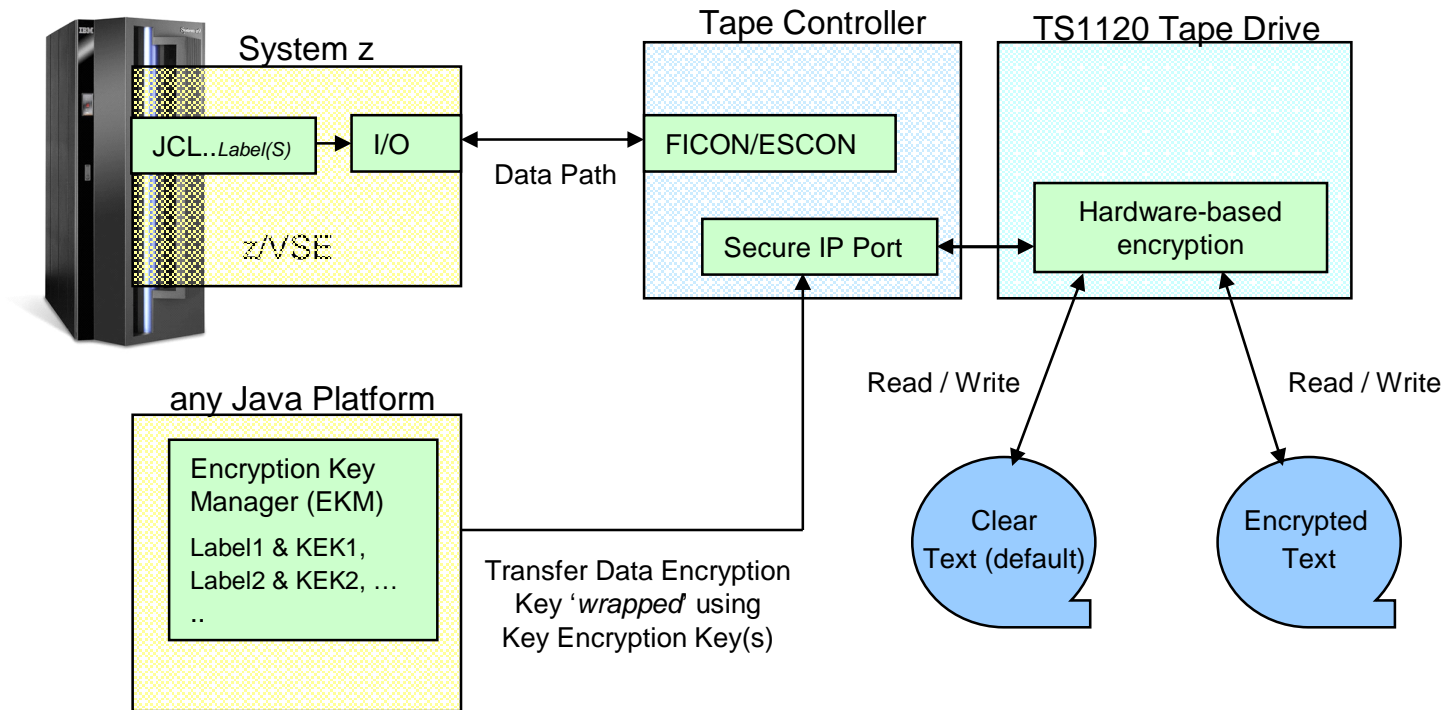 System z
Tape Controller
TS1120 Tape Drive
IBM
JCL..Label(S)
I/O
Data Path
FICON/ESCON
z/VSE
Secure IP Port
Hardware-based
encryption
Read / Write
Read / Write
any Java Platform
Encryption Key
Manager (EKM)
Label1 & KEK1,
Label2 & KEK2, …
..
Transfer Data Encryption
Key ‘wrapped’ using
Key Encryption Key(s)
Clear
Text (default)
Encrypted
Text